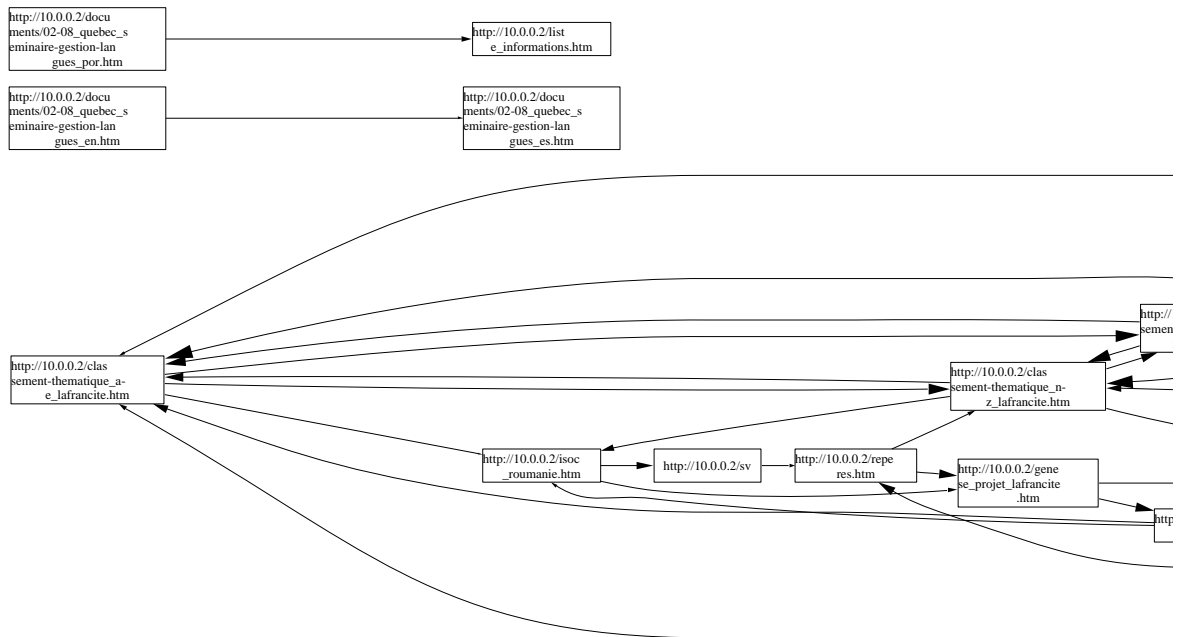 http://10.0.0.2/docu
ments/02-08_quebec_s
eminaire-gestion-lan
gues_por.htm
http://10.0.0.2/list
e_informations.htm
http://10.0.0.2/docu
ments/02-08_quebec_s
eminaire-gestion-lan
gues_en.htm
http://10.0.0.2/docu
ments/02-08_quebec_s
eminaire-gestion-lan
gues_es.htm
http://
semen
http://10.0.0.2/clas
sement-thematique_a-
e_lafrancite.htm
http://10.0.0.2/clas
sement-thematique_n-
z_lafrancite.htm
http://10.0.0.2/isoc
_roumanie.htm
http://10.0.0.2/sv
http://10.0.0.2/repe
res.htm
http://10.0.0.2/gene
se_projet_lafrancite
.htm
http